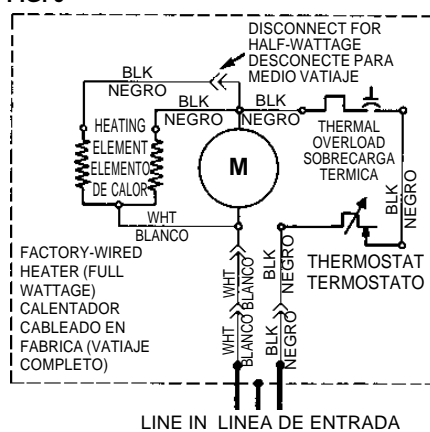 DISCONNECT FOR
HALF-WATTAGE
DESCONECTE PARA
MEDIO VATIAJE
BLK
NEGRO
BLK
NEGRO
BLK
NEGRO
HEATING
ELEMENT
ELEMENTO
DE CALOR
M
THERMAL
OVERLOAD
SOBRECARGA
TERMICA
BLK
NEGRO
WHT
BLANCO
FACTORY-WIRED
HEATER (FULL
WATTAGE)
CALENTADOR
CABLEADO EN
FABRICA (VATIAJE
COMPLETO)
WHT
BLANCO
BLK
NEGRO
THERMOSTAT
TERMOSTATO
WHT
BLANCO
BLK
NEGRO
LINE IN LINEA DE ENTRADA